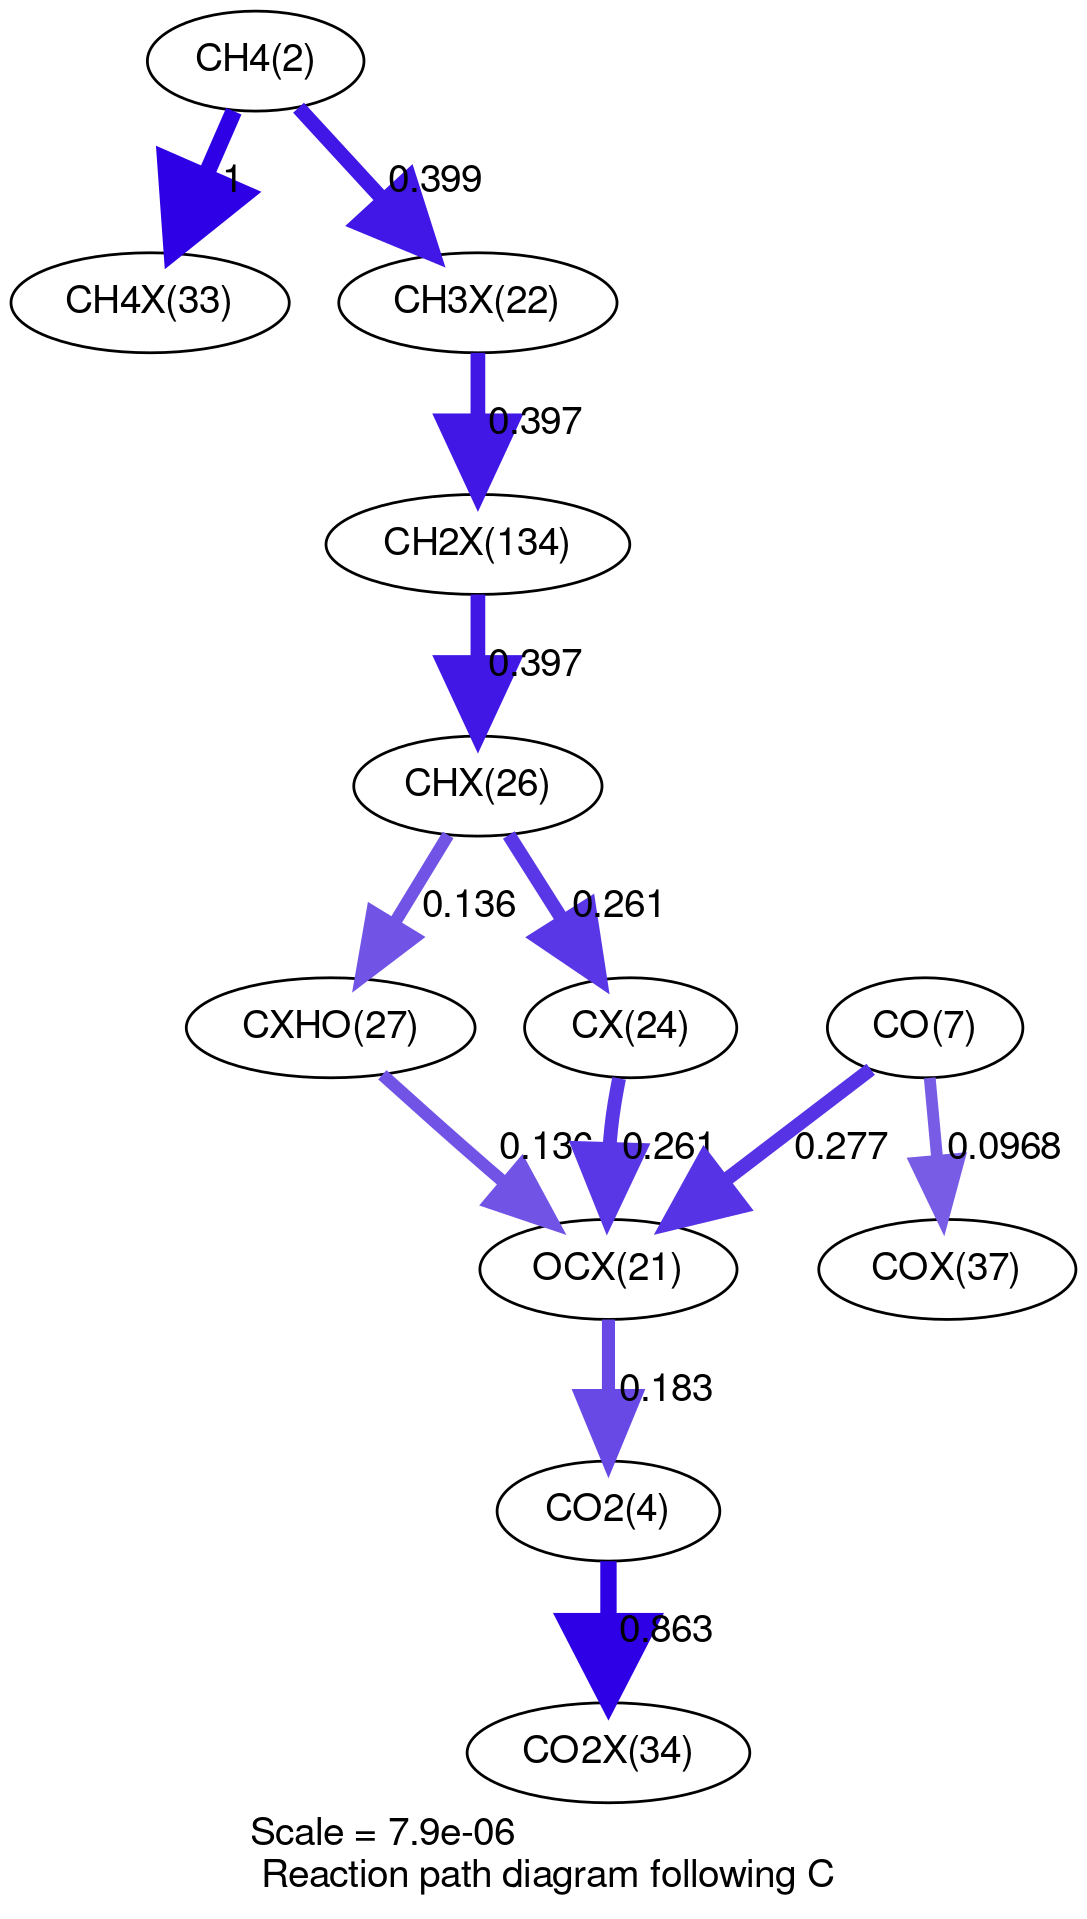 CH4(2)
1
0.399
CH4X(33)
CH3X(22)
0.397
CH2X(134)
0.397
CHX(26)
0.136
0.261
CXHO(27)
CX(24)
CO(7)
0.136
0.261
0.277
0.0968
OCX(21)
COX(37)
0.183
CO2(4)
0.863
CO2X(34)
Scale = 7.9e-06
Reaction path diagram following C